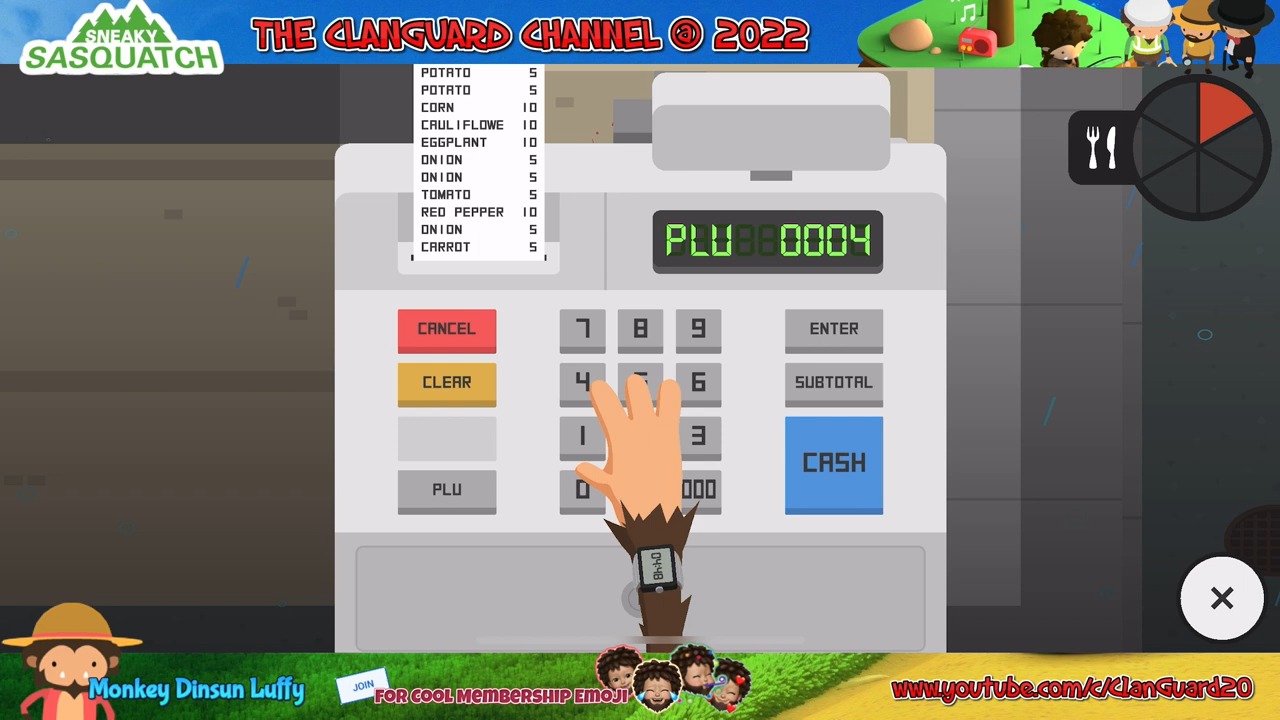 SNEAKY
SASQUATCH
THE CLANGUARD CHANNEL @ 2022
POTATO 5
POTATO 5
CORN 10
CAULIFLOWE 10
EGGPLANT 10
ONION 5
ONION 5
TOMATO 5
RED PEPPER 10
ONION 5
CARROT 5
PLU 0004
CANCEL 7 8 9 ENTER
CLEAR 4 6 SUBTOTAL
1 3 CASH
PLU 0 000
04:48
Monkey Dinsun Luffy
JOIN
FOR COOL MEMBERSHIP EMOJI
www.youtube.com/c/ClanGuard20